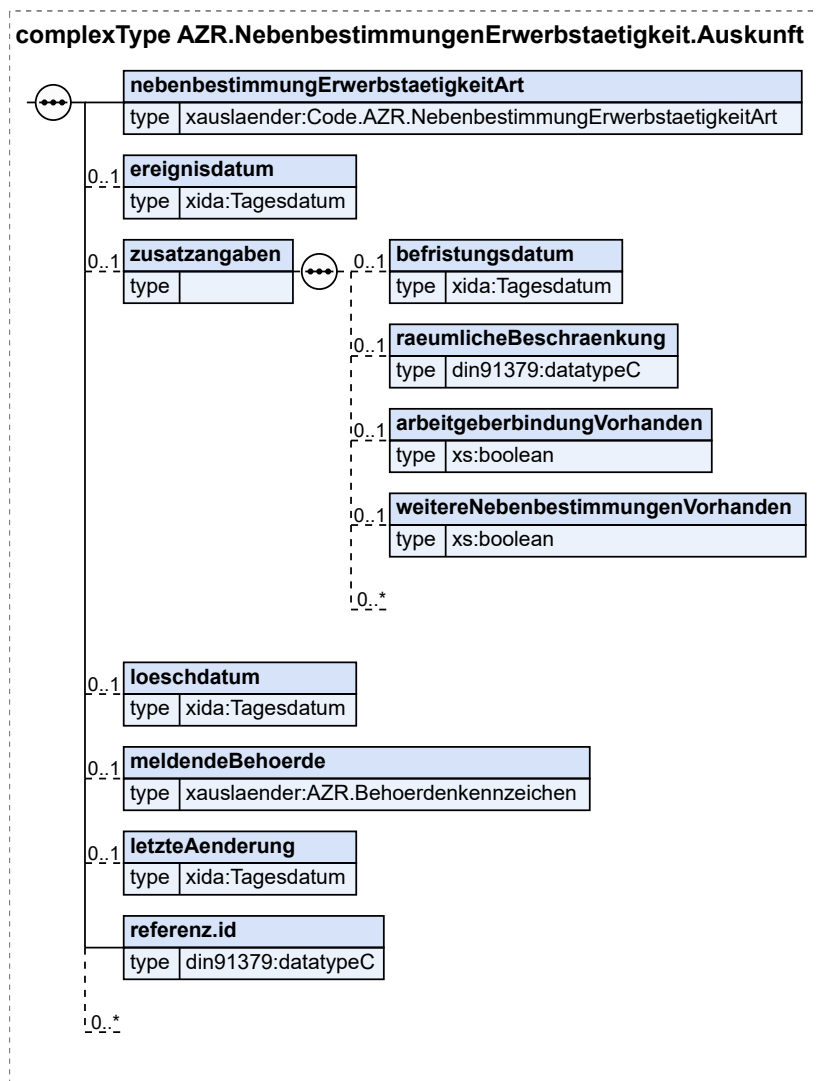 complexType AZR.NebenbestimmungenErwerbstaetigkeit.Auskunft
nebenbestimmungErwerbstaetigkeitArt
type xauslaender:Code.AZR.NebenbestimmungErwerbstaetigkeitArt
0..1 ereignisdatum
type xida:Tagesdatum
0..1 zusatzangaben
type
0..1 befristungsdatum
type xida:Tagesdatum
0..1 raeumlicheBeschraenkung
type din91379:datatypeC
0..1 arbeitgeberbindungVorhanden
type xs:boolean
0..1 weitereNebenbestimmungenVorhanden
type xs:boolean
0..*
0..1 loeschdatum
type xida:Tagesdatum
0..1 meldendeBehoerde
type xauslaender:AZR.Behoerdenkennzeichen
0..1 letzteAenderung
type xida:Tagesdatum
referenz.id
type din91379:datatypeC
0..*